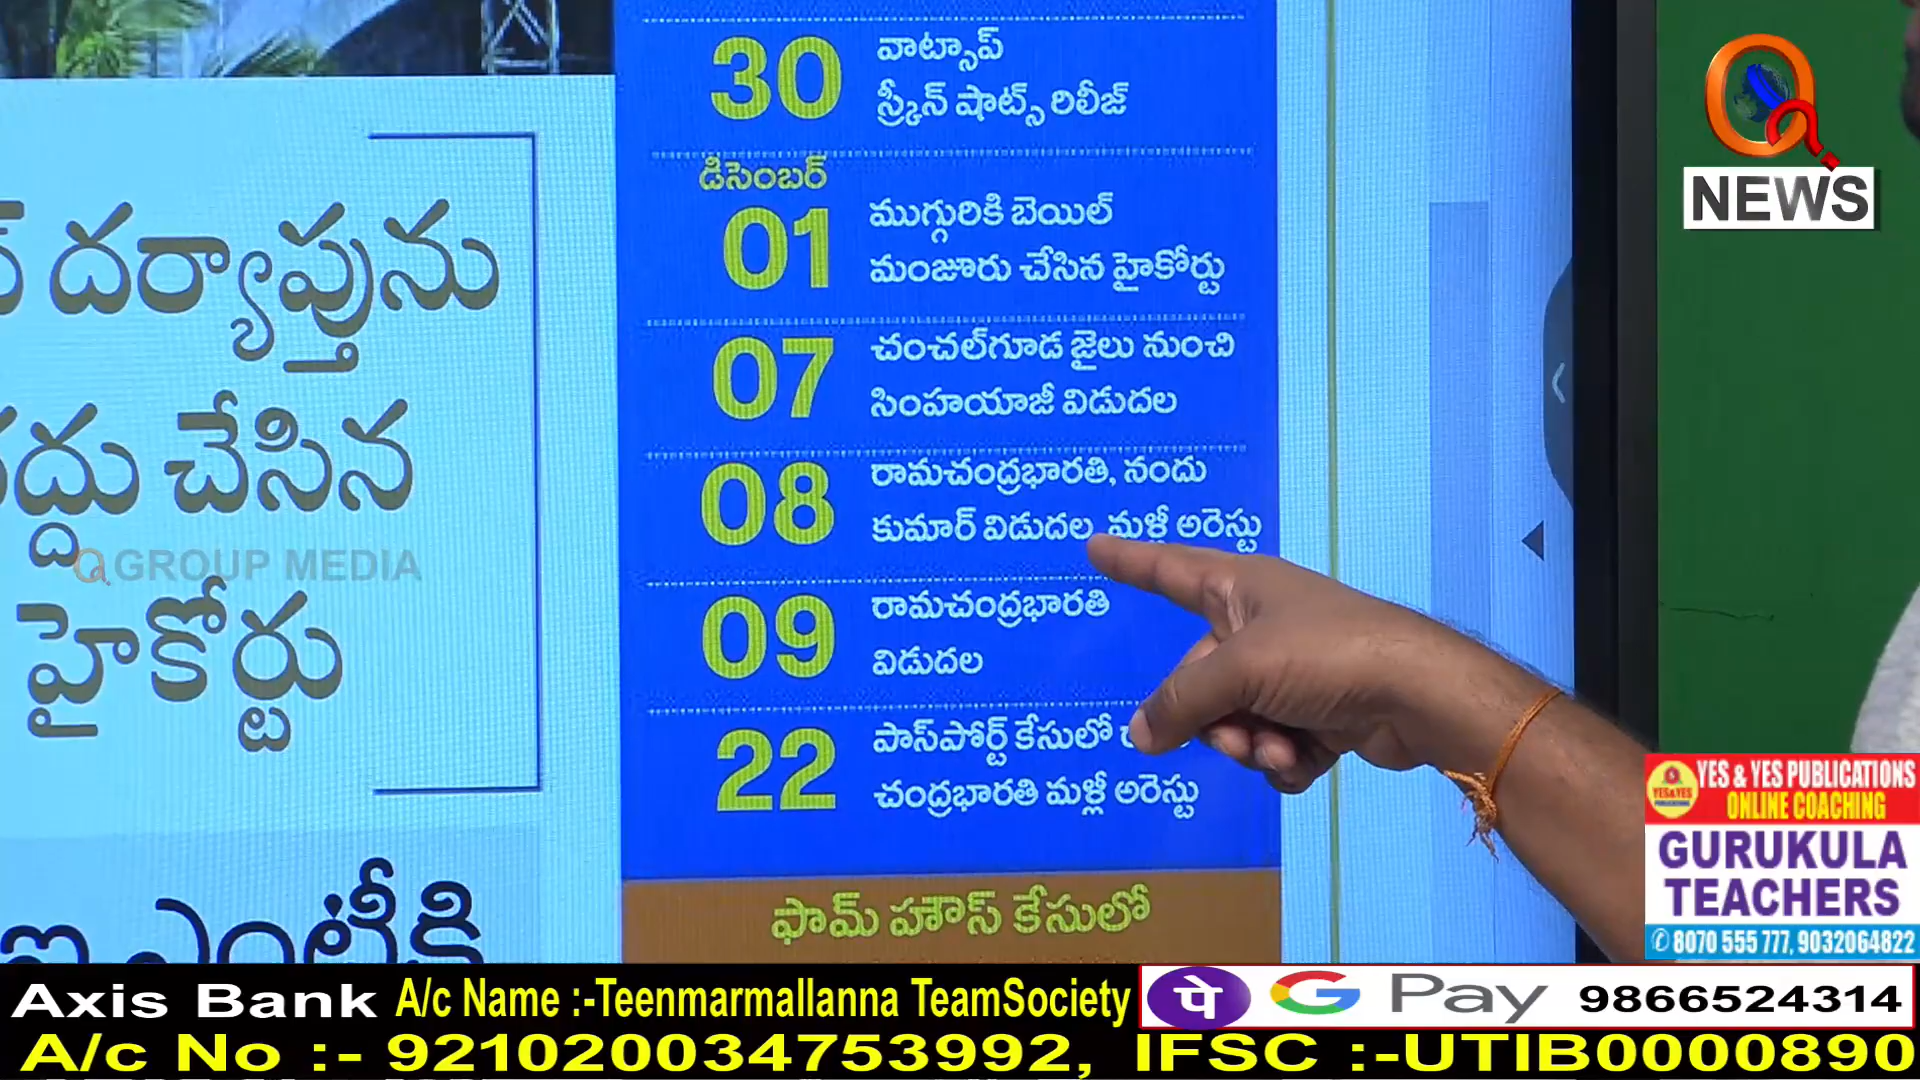 30
వాట్సాప్
స్క్రీన్ షాట్స్ రిలీజ్
డిసెంబర్
01
ముగ్గురికి బెయిల్
మంజూరు చేసిన హైకోర్టు
07
చంచల్‌గూడ జైలు నుంచి
సింహయాజీ విడుదల
08
రామచంద్రభారతి, నందు
కుమార్ విడుదల మళ్లీ అరెస్టు
09
రామచంద్రభారతి
విడుదల
22
పాస్‌పోర్ట్ కేసులో
చంద్రభారతి మళ్లీ అరెస్టు
ఫామ్ హౌస్ కేసులో
దర్యాప్తును
చేసిన
హైకోర్టు
Q GROUP MEDIA
Q
NEWS
YES & YES PUBLICATIONS
ONLINE COACHING
GURUKULA
TEACHERS
8070 555 777, 9032064822
Axis Bank A/c Name :-Teenmarmallanna TeamSociety
पे G Pay 9866524314
A/c No :- 921020034753992, IFSC :-UTIB0000890